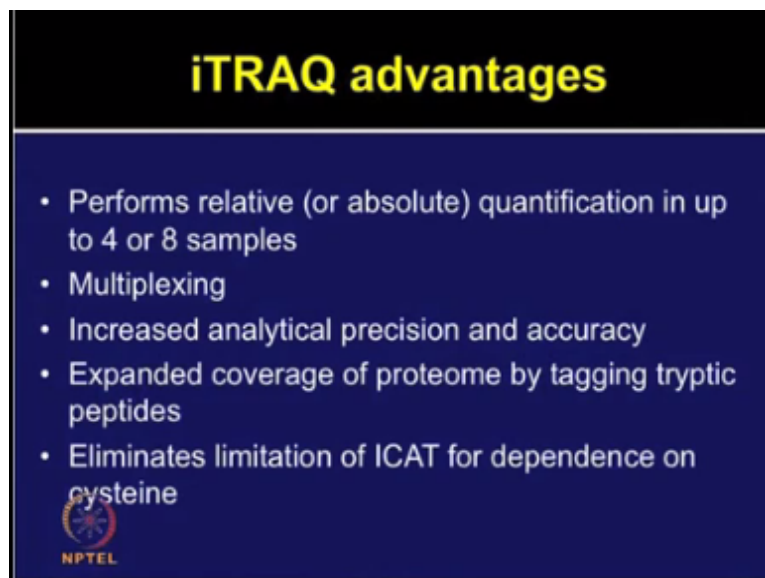 iTRAQ advantages
• Performs relative (or absolute) quantification in up
to 4 or 8 samples
• Multiplexing
• Increased analytical precision and accuracy
• Expanded coverage of proteome by tagging tryptic
peptides
• Eliminates limitation of ICAT for dependence on
cysteine
NPTEL